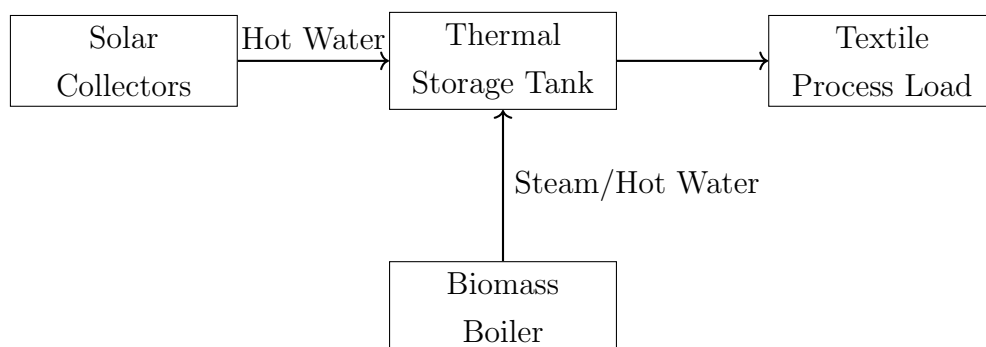 Solar
Collectors
Hot Water
Thermal
Storage Tank
Textile
Process Load
Steam/Hot Water
Biomass
Boiler